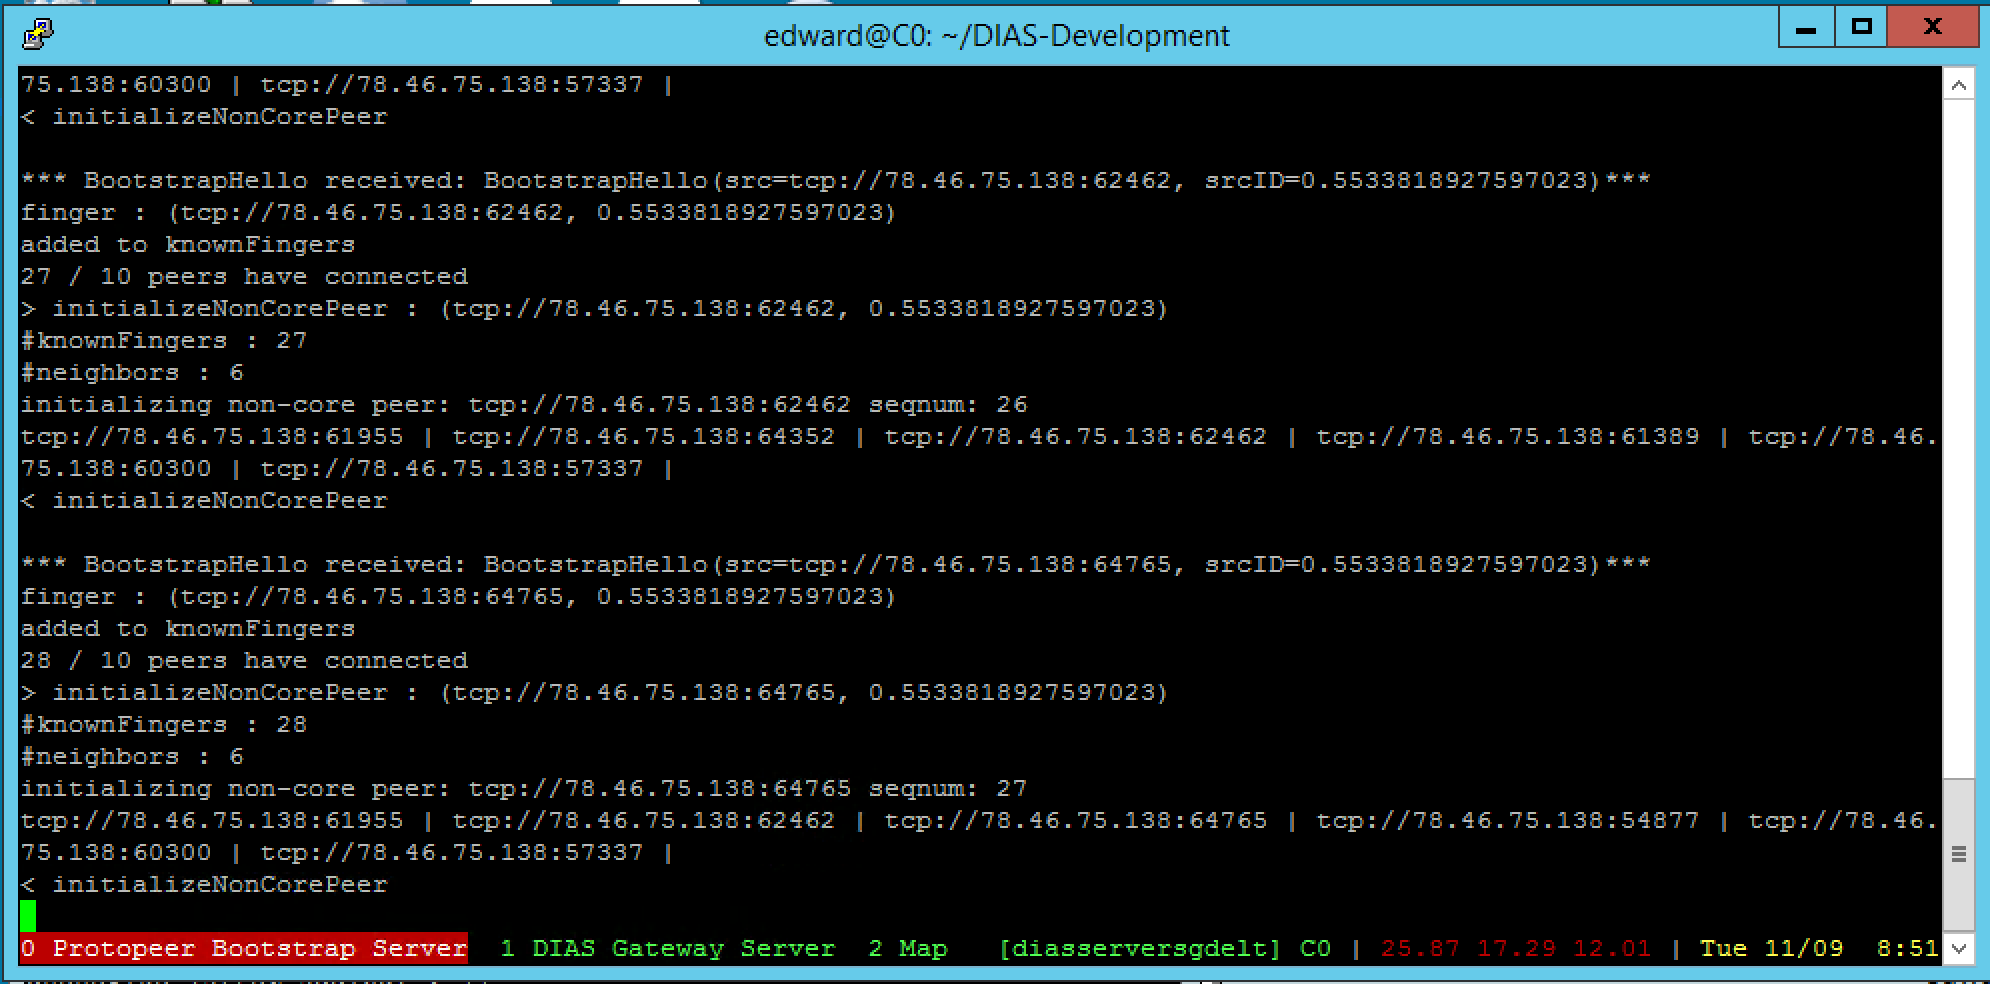 edward@C0: ~/DIAS-Development
75.138:60300 | tcp://78.46.75.138:57337 |
< initializeNonCorePeer
*** BootstrapHello received: BootstrapHello(src=tcp://78.46.75.138:62462, srcID=0.5533818927597023)***
finger : (tcp://78.46.75.138:62462, 0.5533818927597023)
added to knownFingers
27 / 10 peers have connected
> initializeNonCorePeer : (tcp://78.46.75.138:62462, 0.5533818927597023)
#knownFingers : 27
#neighbors : 6
initializing non-core peer: tcp://78.46.75.138:62462 seqnum: 26
tcp://78.46.75.138:61955 | tcp://78.46.75.138:64352 | tcp://78.46.75.138:62462 | tcp://78.46.75.138:61389 | tcp://78.46.
75.138:60300 | tcp://78.46.75.138:57337 |
< initializeNonCorePeer
*** BootstrapHello received: BootstrapHello(src=tcp://78.46.75.138:64765, srcID=0.5533818927597023)***
finger : (tcp://78.46.75.138:64765, 0.5533818927597023)
added to knownFingers
28 / 10 peers have connected
> initializeNonCorePeer : (tcp://78.46.75.138:64765, 0.5533818927597023)
#knownFingers : 28
#neighbors : 6
initializing non-core peer: tcp://78.46.75.138:64765 seqnum: 27
tcp://78.46.75.138:61955 | tcp://78.46.75.138:62462 | tcp://78.46.75.138:64765 | tcp://78.46.75.138:54877 | tcp://78.46.
75.138:60300 | tcp://78.46.75.138:57337 |
< initializeNonCorePeer
0 Protopeer Bootstrap Server  1 DIAS Gateway Server  2 Map   [diasserversgdelt] C0 | 25.87 17.29 12.01 | Tue 11/09  8:51